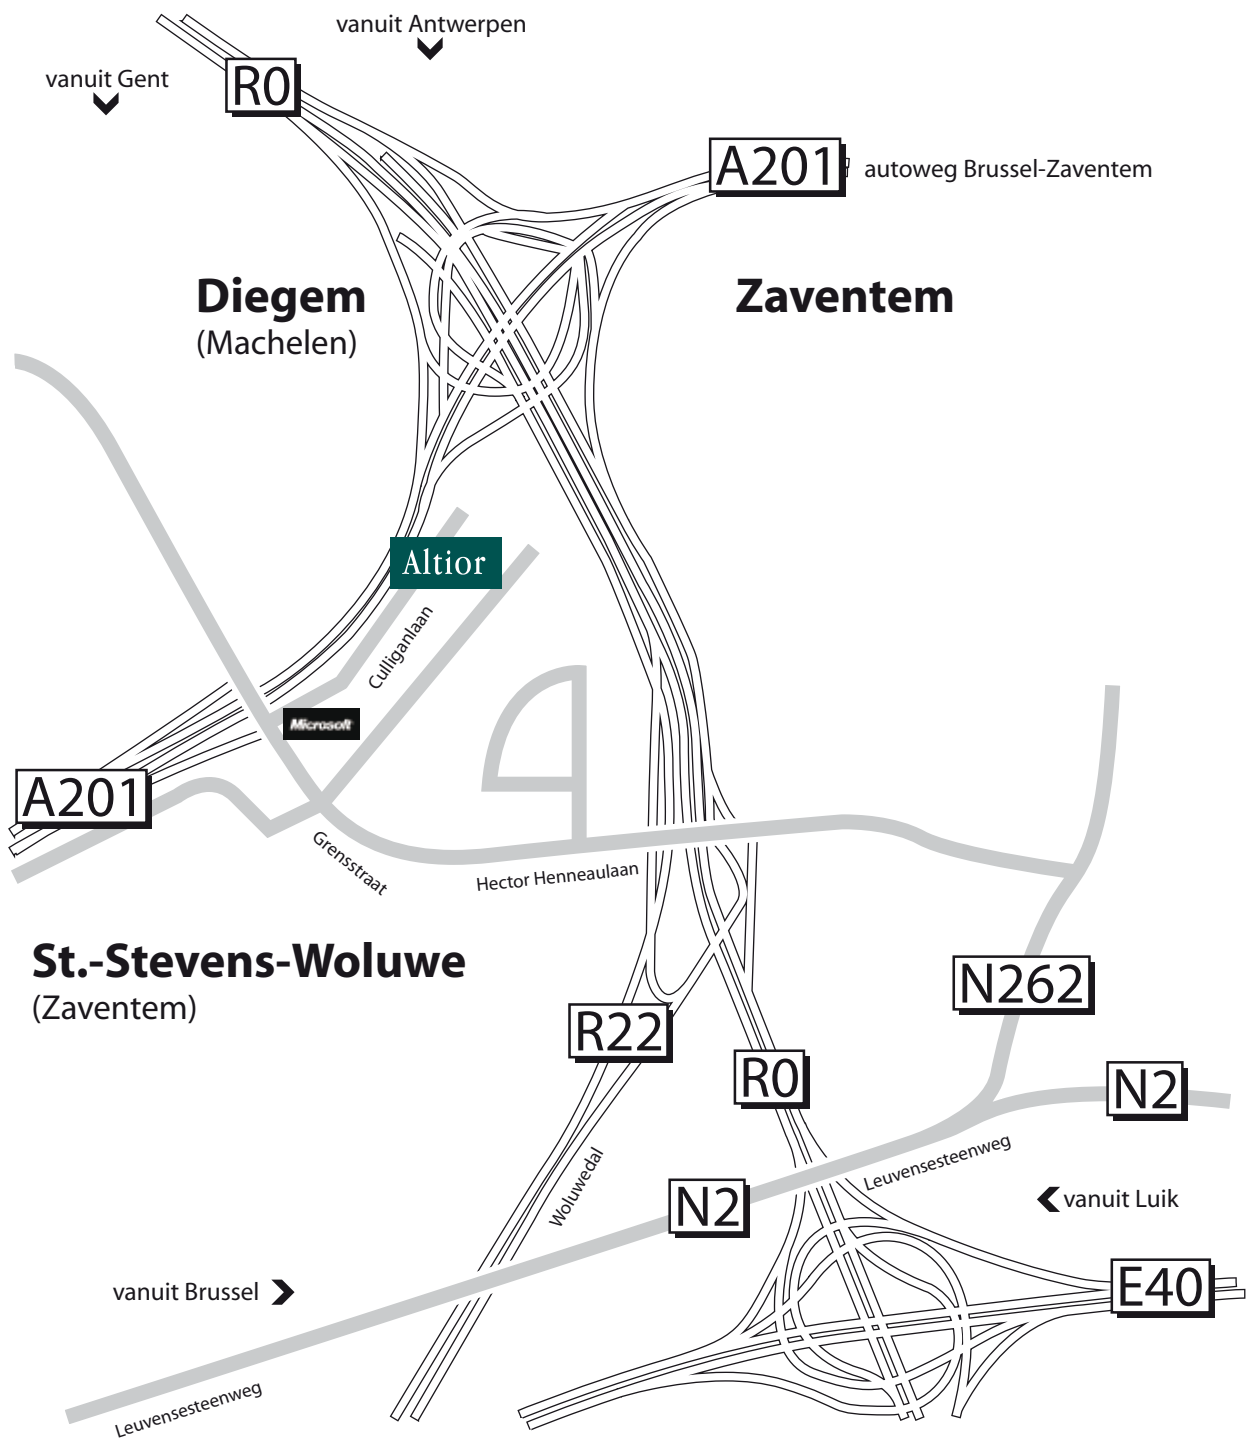 vanuit Antwerpen
vanuit Gent
R0
A201
autoweg Brussel-Zaventem
Diegem
(Machelen)
Zaventem
Altior
Culliganlaan
Microsoft
A201
Grensstraat
Hector Henneaulaan
St.-Stevens-Woluwe
(Zaventem)
N262
R22
R0
N2
Leuvensesteenweg
Woluwedal
N2
vanuit Luik
E40
vanuit Brussel
Leuvensesteenweg